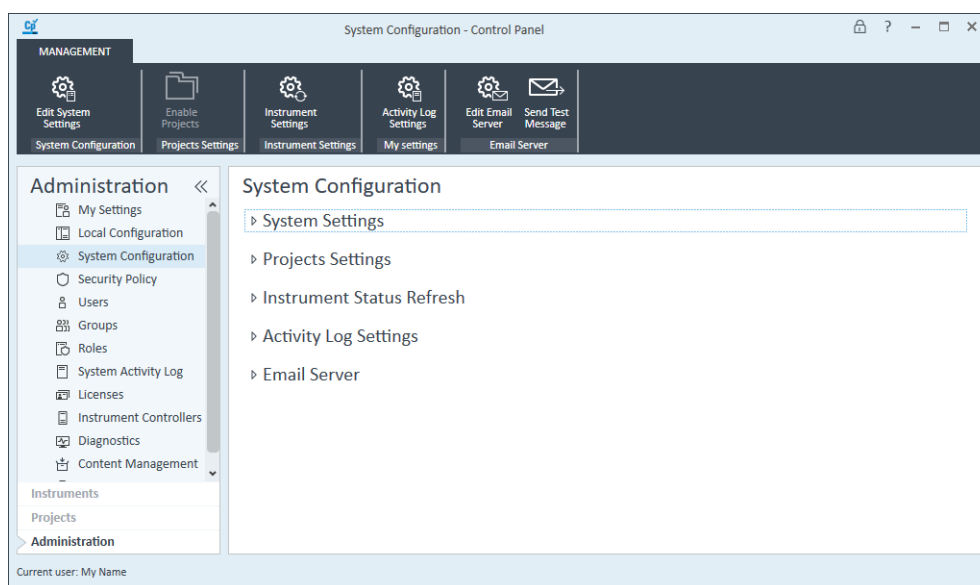 Cp
System Configuration - Control Panel
?
MANAGEMENT
Edit System
Settings
System Configuration
Enable
Projects
Projects Settings
Instrument
Settings
Instrument Settings
Activity Log
Settings
My settings
Edit Email
Server
Send Test
Message
Email Server
Administration
My Settings
Local Configuration
System Configuration
Security Policy
Users
Groups
Roles
System Activity Log
Licenses
Instrument Controllers
Diagnostics
Content Management
Instruments
Projects
Administration
System Configuration
System Settings
Projects Settings
Instrument Status Refresh
Activity Log Settings
Email Server
Current user: My Name